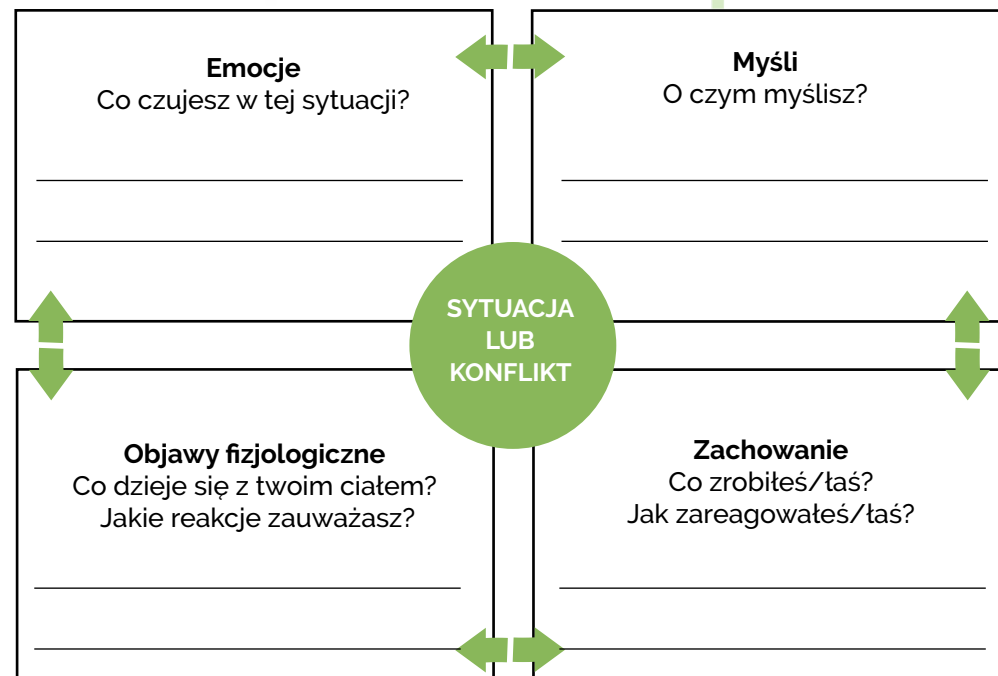 Emocje
Co czujesz w tej sytuacji?
Myśli
O czym myślisz?
SYTUACJA
LUB
KONFLIKT
Objawy fizjologiczne
Co dzieje się z twoim ciałem?
Jakie reakcje zauważasz?
Zachowanie
Co zrobiłeś/łaś?
Jak zareagowałeś/łaś?